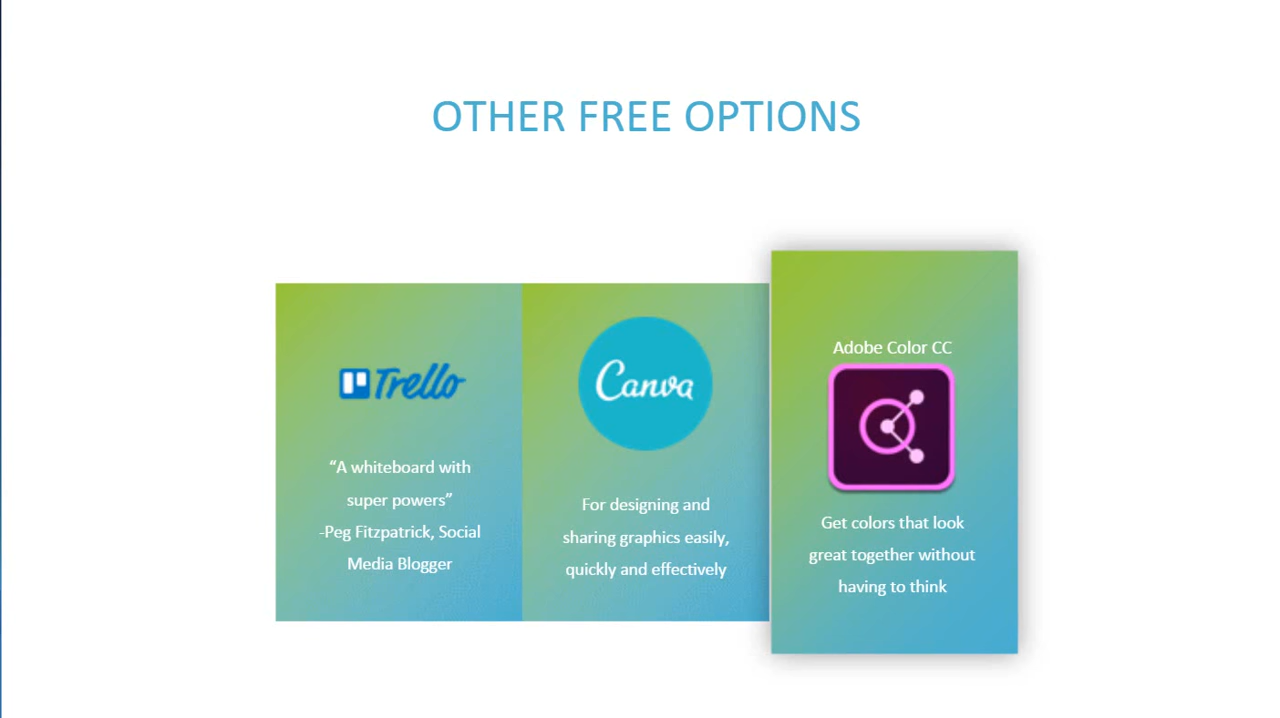 OTHER FREE OPTIONS
Trello
“A whiteboard with
super powers”
-Peg Fitzpatrick, Social
Media Blogger
Canva
For designing and
sharing graphics easily,
quickly and effectively
Adobe Color CC
Get colors that look
great together without
having to think